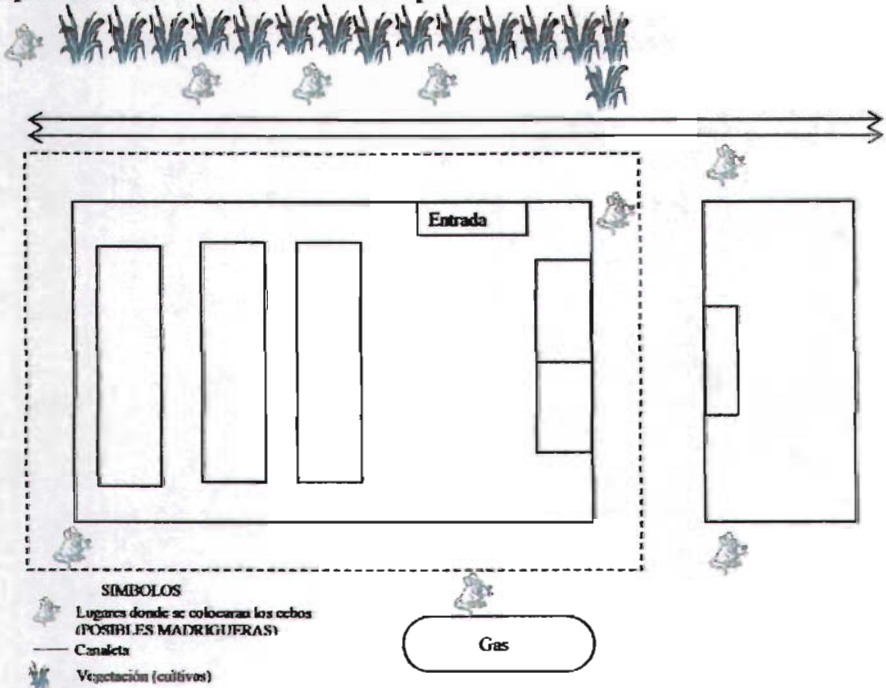 Entrada
Gas
SIMBOLOS
Lugares donde se colocaran los cebos
(POSIBLES MADRIGUERAS)
Canaleta
Vegetación (cultivos)